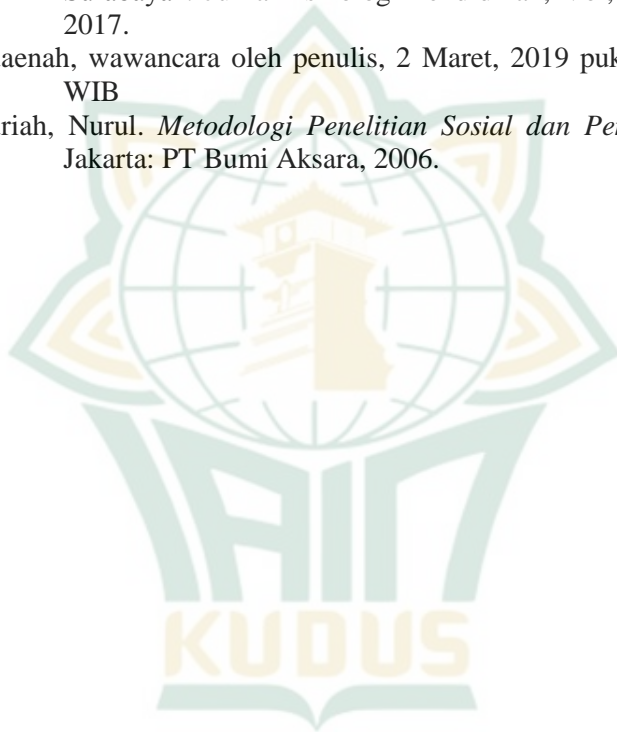 2017.
aenah, wawancara oleh penulis, 2 Maret, 2019 puk
WIB
riah, Nurul. Metodologi Penelitian Sosial dan Pe
Jakarta: PT Bumi Aksara, 2006.
IAIN
KUDUS